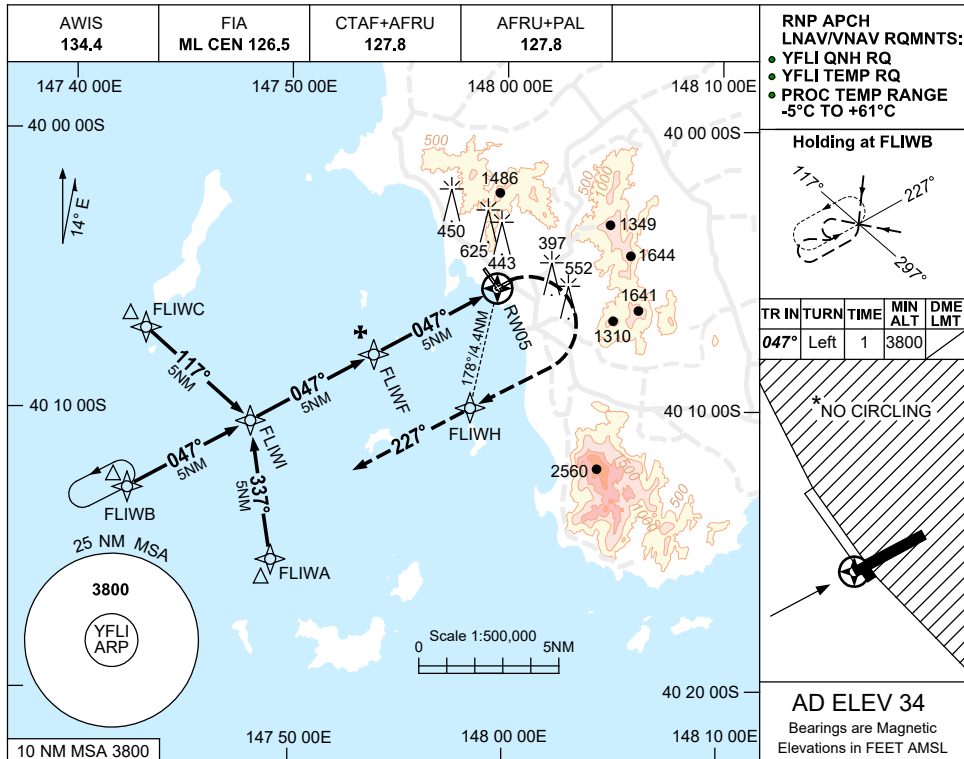 AWIS
134.4
FIA
ML CEN 126.5
CTAF+AFRU
127.8
AFRU+PAL
127.8
RNP APCH
LNAV/VNAV RQMNTS:
YFLI QNH RQ
YFLI TEMP RQ
PROC TEMP RANGE
-5°C TO +61°C
147 40 00E
147 50 00E
148 00 00E
148 10 00E
40 00 00S
40 00 00S
14° E
500
1486
500
1000
1349
1644
1641
1310
450
625
443
397
552
Holding at FLIWB
117°
227°
297°
TR IN
TURN
TIME
MIN
ALT
DME
LMT
047°
Left
1
3800
FLIWC
117°
5NM
047°
5NM
FLIWF
047°
5NM
RW05
178°/4.4NM
40 10 00S
40 10 00S
FLIWI
FLIWH
227°
047°
5NM
337°
5NM
FLIWB
FLIWA
2560
500
500
1000
*NO CIRCLING
25 NM MSA
3800
YFLI
ARP
Scale 1:500,000
0
5NM
40 20 00S
10 NM MSA 3800
147 50 00E
148 00 00E
148 10 00E
AD ELEV 34
Bearings are Magnetic
Elevations in FEET AMSL